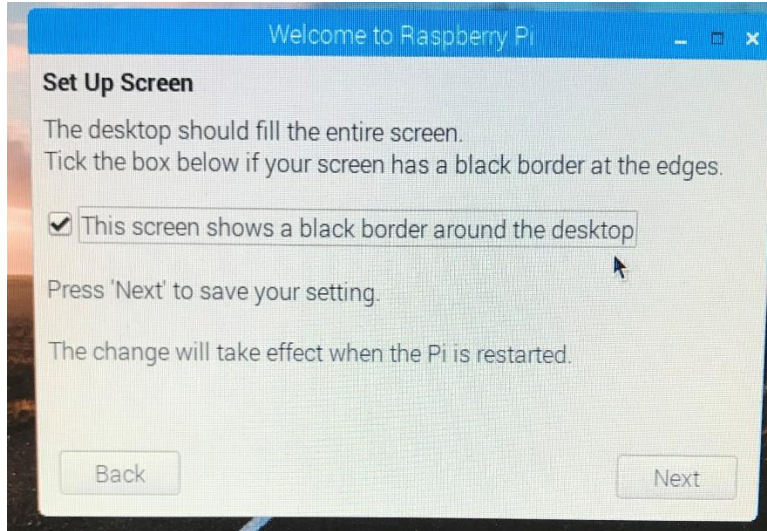 Welcome to Raspberry Pi
Set Up Screen
The desktop should fill the entire screen.
Tick the box below if your screen has a black border at the edges.
This screen shows a black border around the desktop
Press 'Next' to save your setting.
The change will take effect when the Pi is restarted.
Back
Next